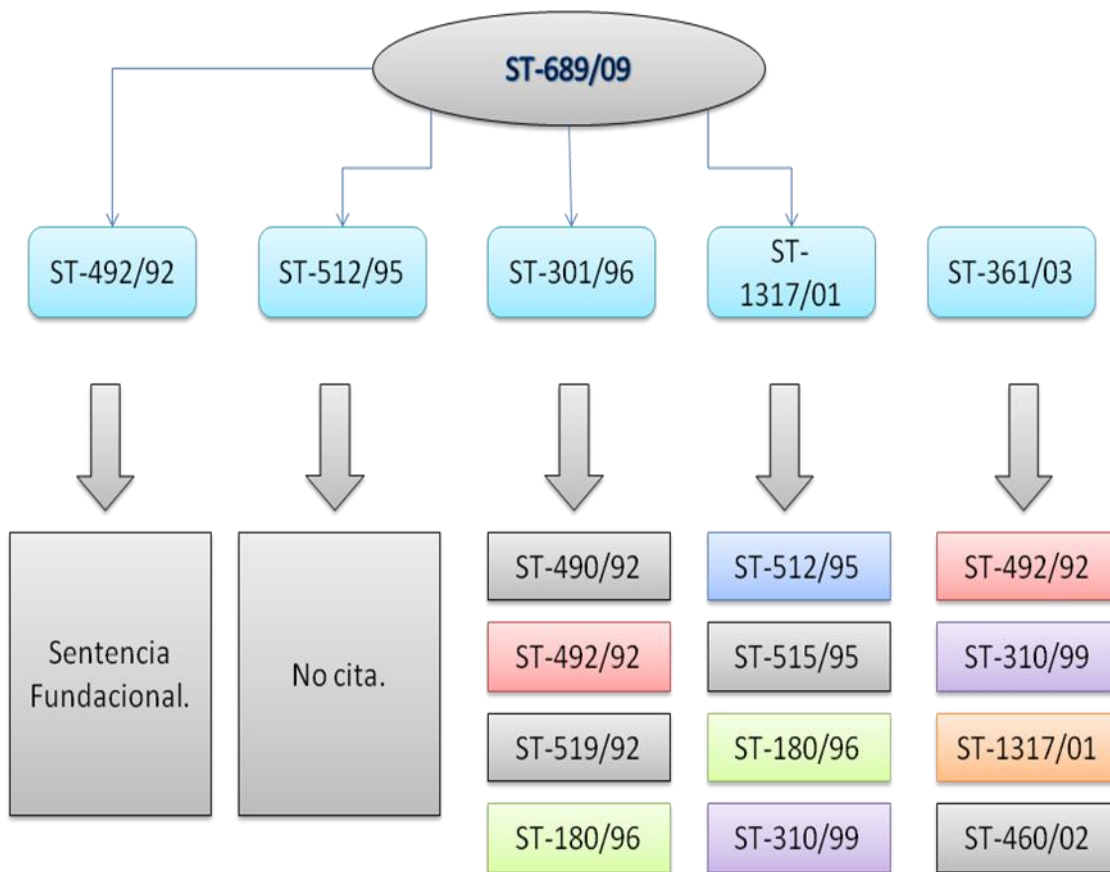 ST-689/09
ST-492/92
ST-512/95
ST-301/96
ST-
1317/01
ST-361/03
Sentencia
Fundacional.
No cita.
ST-490/92
ST-492/92
ST-519/92
ST-180/96
ST-512/95
ST-515/95
ST-180/96
ST-310/99
ST-492/92
ST-310/99
ST-1317/01
ST-460/02